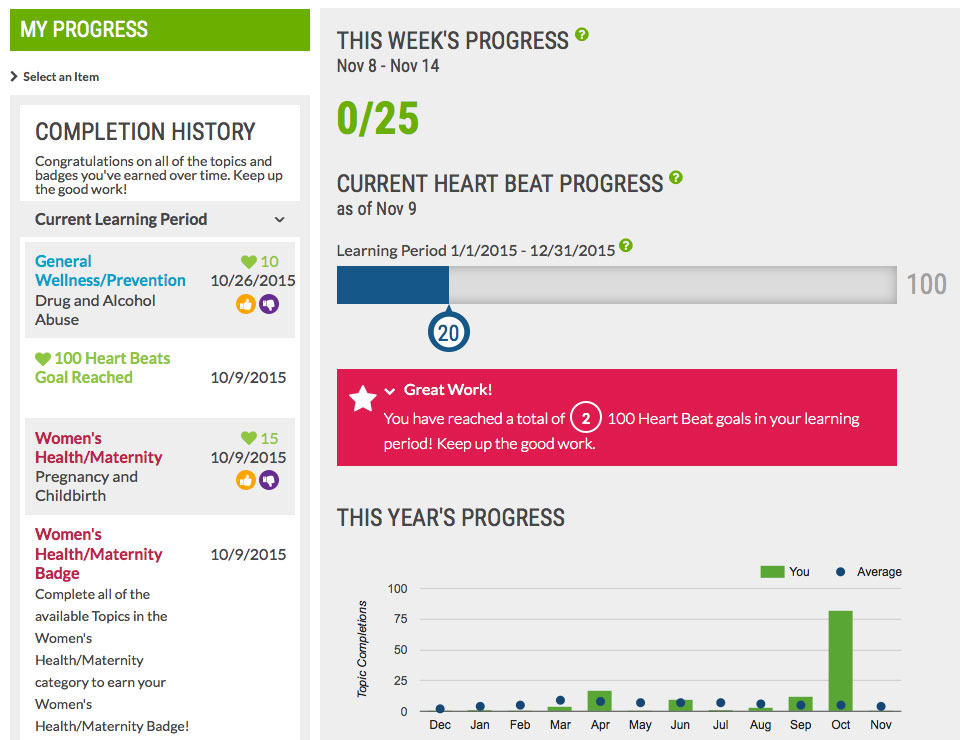 MY PROGRESS
Select an Item
COMPLETION HISTORY
Congratulations on all of the topics and
badges you've earned over time. Keep up
the good work!
Current Learning Period
General
Wellness/Prevention
10
10/26/2015
Drug and Alcohol
Abuse
100 Heart Beats
Goal Reached
10/9/2015
Women's
Health/Maternity
15
10/9/2015
Pregnancy and
Childbirth
Women's
Health/Maternity
Badge
10/9/2015
Complete all of the
available Topics in the
Women's
Health/Maternity
category to earn your
Women's
Health/Maternity Badge!
THIS WEEK'S PROGRESS ?
Nov 8 - Nov 14
0/25
CURRENT HEART BEAT PROGRESS ?
as of Nov 9
Learning Period 1/1/2015 - 12/31/2015 ?
100
20
Great Work!
You have reached a total of 2 100 Heart Beat goals in your learning
period! Keep up the good work.
THIS YEAR'S PROGRESS
You Average
Topic Completions
100
75
50
25
0
Dec Jan Feb Mar Apr May Jun Jul Aug Sep Oct Nov